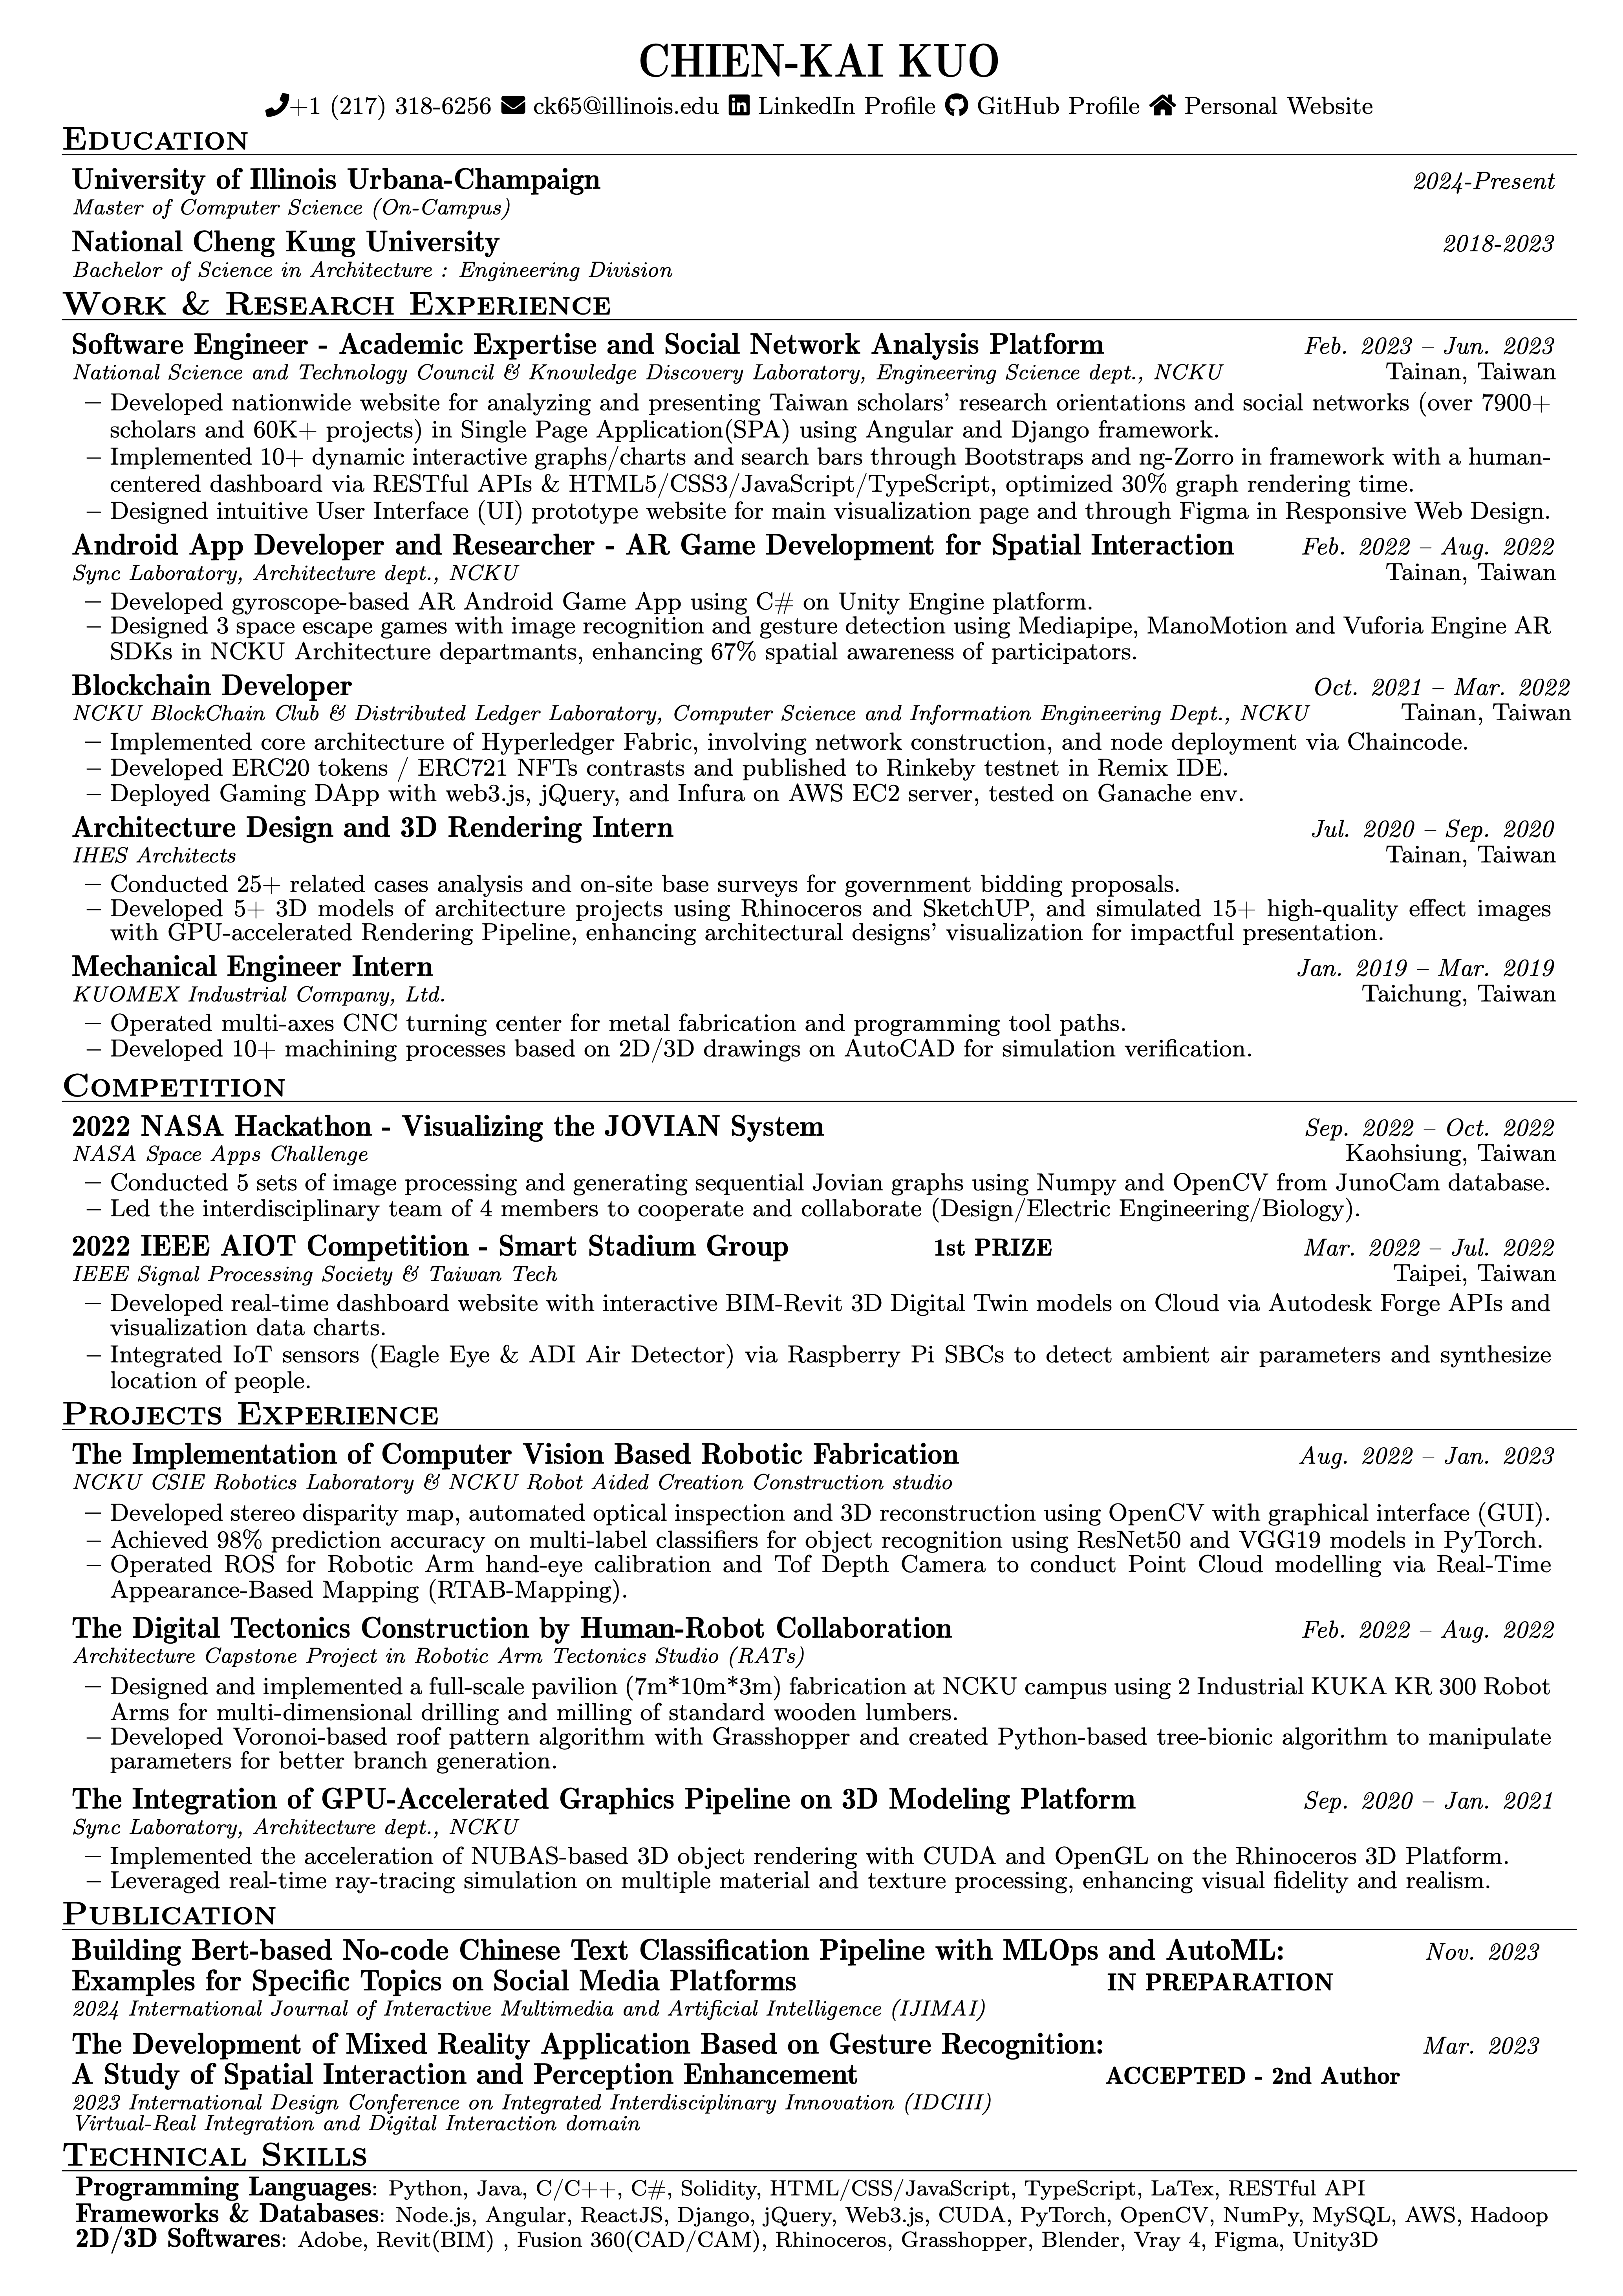 CHIEN-KAI KUO
+1 (217) 318-6256 ck65@illinois.edu LinkedIn Profile GitHub Profile Personal Website
Education
University of Illinois Urbana-Champaign 2024-Present
Master of Computer Science (On-Campus)
National Cheng Kung University 2018-2023
Bachelor of Science in Architecture : Engineering Division
Work & Research Experience
Software Engineer - Academic Expertise and Social Network Analysis Platform Feb. 2023 – Jun. 2023
National Science and Technology Council & Knowledge Discovery Laboratory, Engineering Science dept., NCKU Tainan, Taiwan
– Developed nationwide website for analyzing and presenting Taiwan scholars' research orientations and social networks (over 7900+
scholars and 60K+ projects) in Single Page Application(SPA) using Angular and Django framework.
– Implemented 10+ dynamic interactive graphs/charts and search bars through Bootstraps and ng-Zorro in framework with a human-
centered dashboard via RESTful APIs & HTML5/CSS3/JavaScript/TypeScript, optimized 30% graph rendering time.
– Designed intuitive User Interface (UI) prototype website for main visualization page and through Figma in Responsive Web Design.
Android App Developer and Researcher - AR Game Development for Spatial Interaction Feb. 2022 – Aug. 2022
Sync Laboratory, Architecture dept., NCKU Tainan, Taiwan
– Developed gyroscope-based AR Android Game App using C# on Unity Engine platform.
– Designed 3 space escape games with image recognition and gesture detection using Mediapipe, ManoMotion and Vuforia Engine AR
SDKs in NCKU Architecture departmants, enhancing 67% spatial awareness of participators.
Blockchain Developer Oct. 2021 – Mar. 2022
NCKU BlockChain Club & Distributed Ledger Laboratory, Computer Science and Information Engineering Dept., NCKU Tainan, Taiwan
– Implemented core architecture of Hyperledger Fabric, involving network construction, and node deployment via Chaincode.
– Developed ERC20 tokens / ERC721 NFTs contrasts and published to Rinkeby testnet in Remix IDE.
– Deployed Gaming DApp with web3.js, jQuery, and Infura on AWS EC2 server, tested on Ganache env.
Architecture Design and 3D Rendering Intern Jul. 2020 – Sep. 2020
IHES Architects Tainan, Taiwan
– Conducted 25+ related cases analysis and on-site base surveys for government bidding proposals.
– Developed 5+ 3D models of architecture projects using Rhinoceros and SketchUP, and simulated 15+ high-quality effect images
with GPU-accelerated Rendering Pipeline, enhancing architectural designs' visualization for impactful presentation.
Mechanical Engineer Intern Jan. 2019 – Mar. 2019
KUOMEX Industrial Company, Ltd. Taichung, Taiwan
– Operated multi-axes CNC turning center for metal fabrication and programming tool paths.
– Developed 10+ machining processes based on 2D/3D drawings on AutoCAD for simulation verification.
Competition
2022 NASA Hackathon - Visualizing the JOVIAN System Sep. 2022 – Oct. 2022
NASA Space Apps Challenge Kaohsiung, Taiwan
– Conducted 5 sets of image processing and generating sequential Jovian graphs using Numpy and OpenCV from JunoCam database.
– Led the interdisciplinary team of 4 members to cooperate and collaborate (Design/Electric Engineering/Biology).
2022 IEEE AIOT Competition - Smart Stadium Group 1st PRIZE Mar. 2022 – Jul. 2022
IEEE Signal Processing Society & Taiwan Tech Taipei, Taiwan
– Developed real-time dashboard website with interactive BIM-Revit 3D Digital Twin models on Cloud via Autodesk Forge APIs and
visualization data charts.
– Integrated IoT sensors (Eagle Eye & ADI Air Detector) via Raspberry Pi SBCs to detect ambient air parameters and synthesize
location of people.
Projects Experience
The Implementation of Computer Vision Based Robotic Fabrication Aug. 2022 – Jan. 2023
NCKU CSIE Robotics Laboratory & NCKU Robot Aided Creation Construction studio
– Developed stereo disparity map, automated optical inspection and 3D reconstruction using OpenCV with graphical interface (GUI).
– Achieved 98% prediction accuracy on multi-label classifiers for object recognition using ResNet50 and VGG19 models in PyTorch.
– Operated ROS for Robotic Arm hand-eye calibration and Tof Depth Camera to conduct Point Cloud modelling via Real-Time
Appearance-Based Mapping (RTAB-Mapping).
The Digital Tectonics Construction by Human-Robot Collaboration Feb. 2022 – Aug. 2022
Architecture Capstone Project in Robotic Arm Tectonics Studio (RATs)
– Designed and implemented a full-scale pavilion (7m*10m*3m) fabrication at NCKU campus using 2 Industrial KUKA KR 300 Robot
Arms for multi-dimensional drilling and milling of standard wooden lumbers.
– Developed Voronoi-based roof pattern algorithm with Grasshopper and created Python-based tree-bionic algorithm to manipulate
parameters for better branch generation.
The Integration of GPU-Accelerated Graphics Pipeline on 3D Modeling Platform Sep. 2020 – Jan. 2021
Sync Laboratory, Architecture dept., NCKU
– Implemented the acceleration of NUBAS-based 3D object rendering with CUDA and OpenGL on the Rhinoceros 3D Platform.
– Leveraged real-time ray-tracing simulation on multiple material and texture processing, enhancing visual fidelity and realism.
Publication
Building Bert-based No-code Chinese Text Classification Pipeline with MLOps and AutoML: Nov. 2023
Examples for Specific Topics on Social Media Platforms IN PREPARATION
2024 International Journal of Interactive Multimedia and Artificial Intelligence (IJIMAI)
The Development of Mixed Reality Application Based on Gesture Recognition: Mar. 2023
A Study of Spatial Interaction and Perception Enhancement ACCEPTED - 2nd Author
2023 International Design Conference on Integrated Interdisciplinary Innovation (IDCIII)
Virtual-Real Integration and Digital Interaction domain
Technical Skills
Programming Languages: Python, Java, C/C++, C#, Solidity, HTML/CSS/JavaScript, TypeScript, LaTex, RESTful API
Frameworks & Databases: Node.js, Angular, ReactJS, Django, jQuery, Web3.js, CUDA, PyTorch, OpenCV, NumPy, MySQL, AWS, Hadoop
2D/3D Softwares: Adobe, Revit(BIM) , Fusion 360(CAD/CAM), Rhinoceros, Grasshopper, Blender, Vray 4, Figma, Unity3D